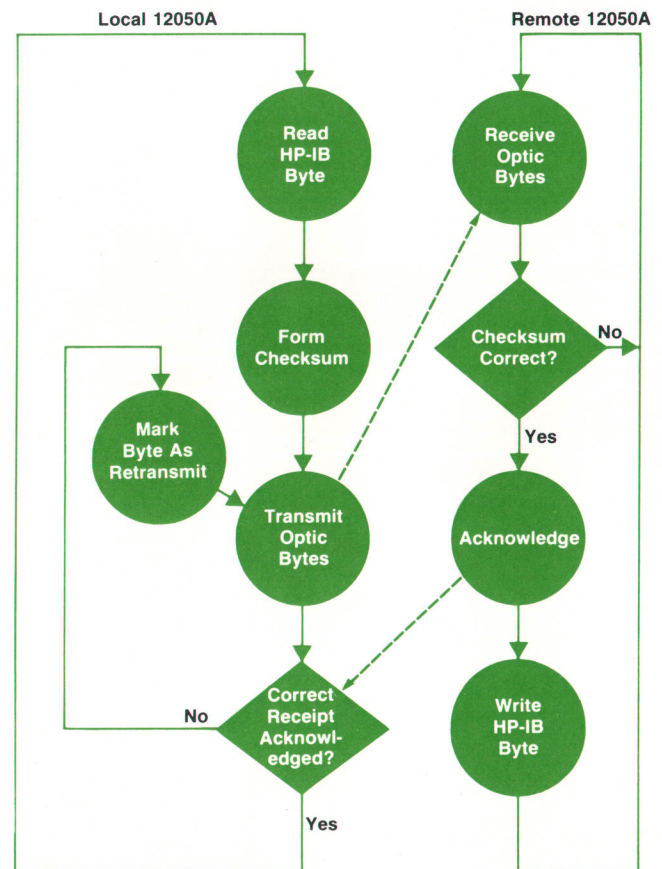 Local 12050A
Remote 12050A
Read
HP-IB
Byte
Receive
Optic
Bytes
Form
Checksum
Checksum
Correct?
No
Yes
Mark
Byte As
Retransmit
Transmit
Optic
Bytes
Acknowledge
Correct
Receipt
Acknowl-
edged?
No
Yes
Write
HP-IB
Byte